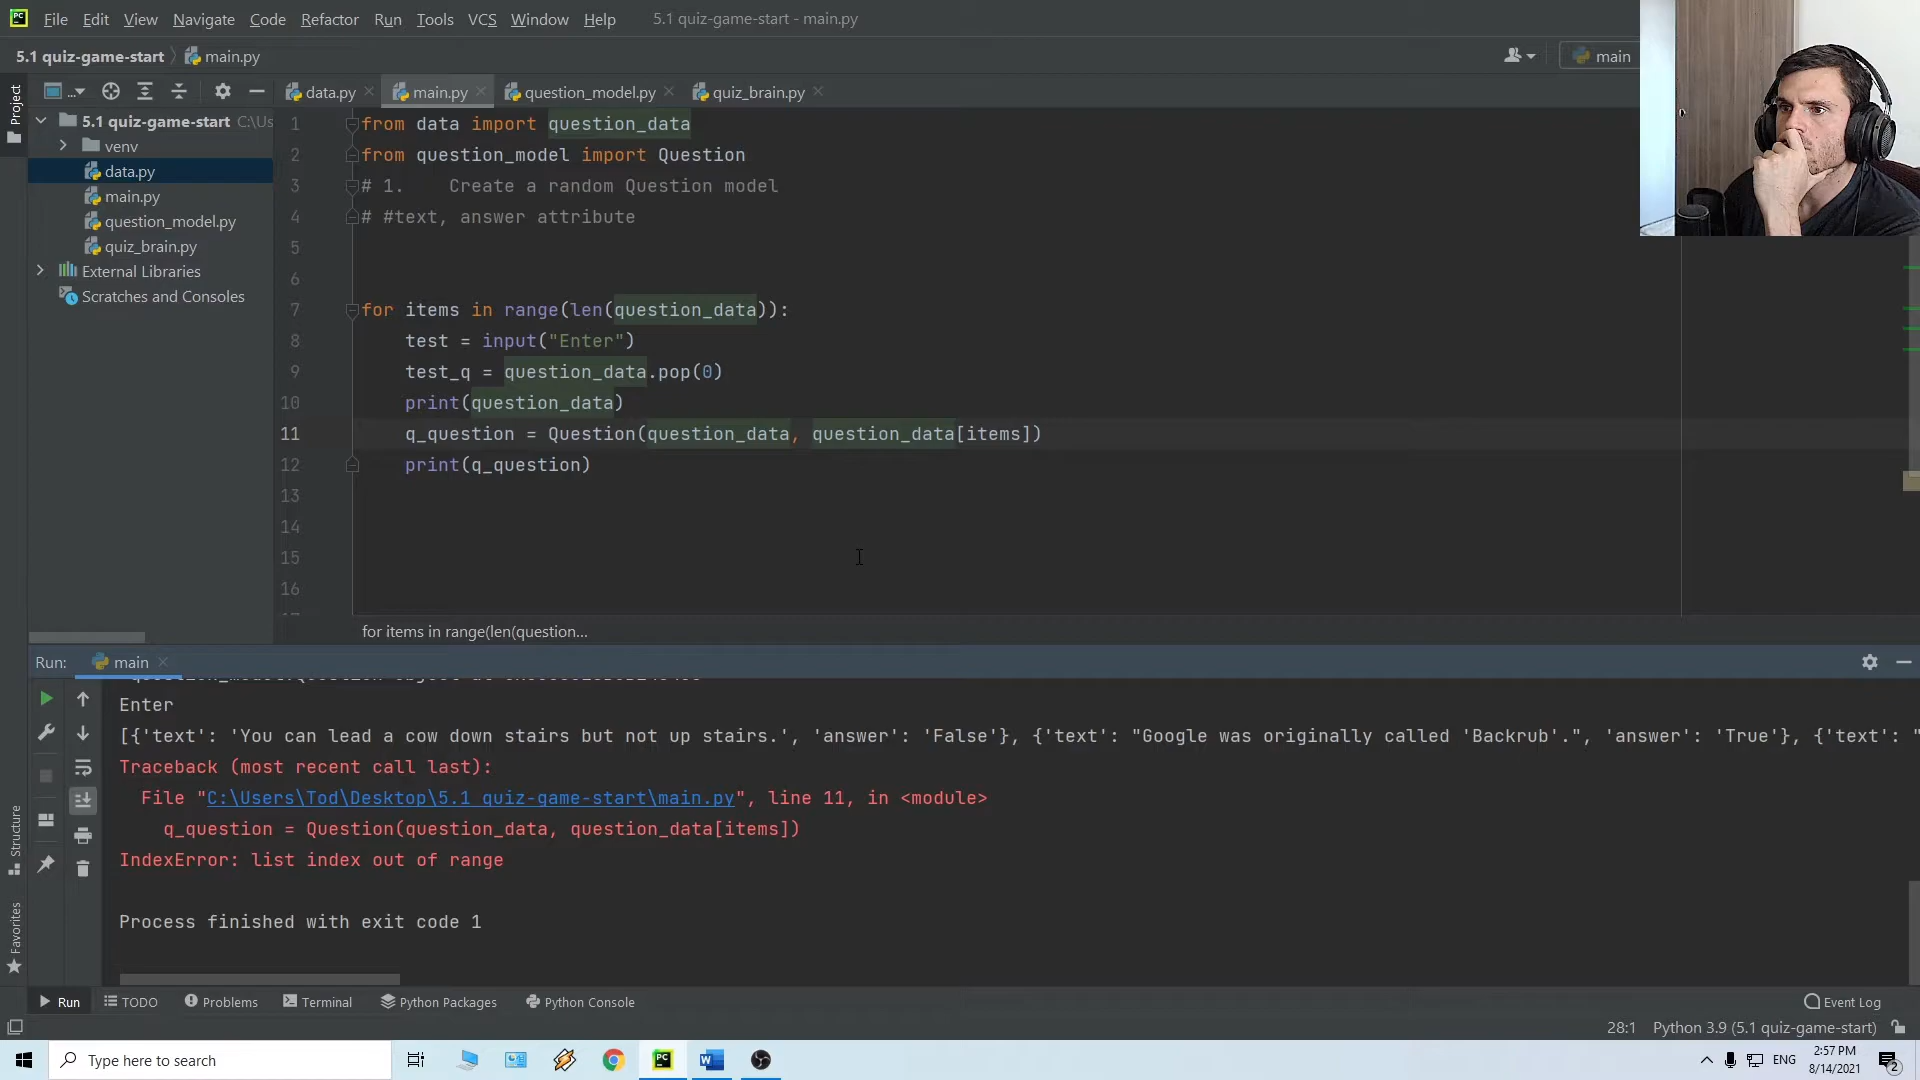 File Edit View Navigate Code Refactor Run Tools VCS Window Help 5.1 quiz-game-start - main.py
5.1 quiz-game-start main.py main
Project
data.py main.py question_model.py quiz_brain.py
5.1 quiz-game-start C:\Us
venv
data.py
main.py
question_model.py
quiz_brain.py
External Libraries
Scratches and Consoles
1 from data import question_data
2 from question_model import Question
3 # 1. Create a random Question model
4 # #text, answer attribute
5
6
7 for items in range(len(question_data)):
8 test = input("Enter")
9 test_q = question_data.pop(0)
10 print(question_data)
11 q_question = Question(question_data, question_data[items])
12 print(q_question)
13
14
15
16
for items in range(len(question...
Run: main
Enter
[{'text': 'You can lead a cow down stairs but not up stairs.', 'answer': 'False'}, {'text': "Google was originally called 'Backrub'.", 'answer': 'True'}, {'text': "
Traceback (most recent call last):
File "C:\Users\Tod\Desktop\5.1 quiz-game-start\main.py", line 11, in <module>
q_question = Question(question_data, question_data[items])
IndexError: list index out of range
Process finished with exit code 1
Structure
Favorites
Run TODO Problems Terminal Python Packages Python Console Event Log
28:1 Python 3.9 (5.1 quiz-game-start)
Type here to search
ENG
2:57 PM
8/14/2021
2